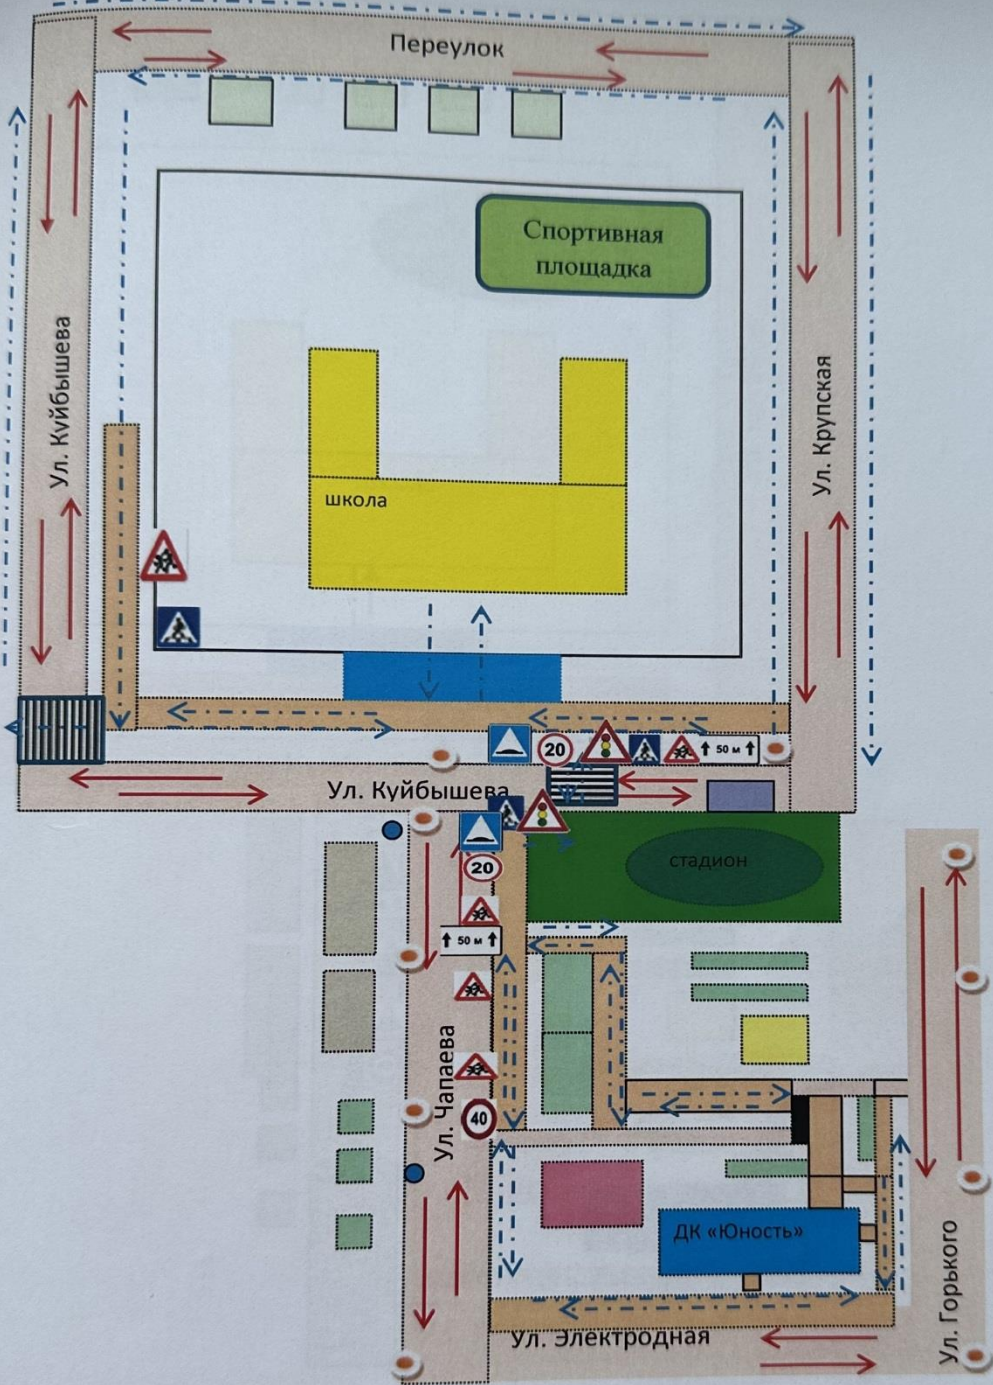 Переулок
Спортивная
площадка
Ул. Куйбышева
Ул. Крупская
школа
20
50 м
Ул. Куйбышева
стадион
20
50 м
Ул. Чапаева
40
ДК «Юность»
Ул. Горького
Ул. Электродная